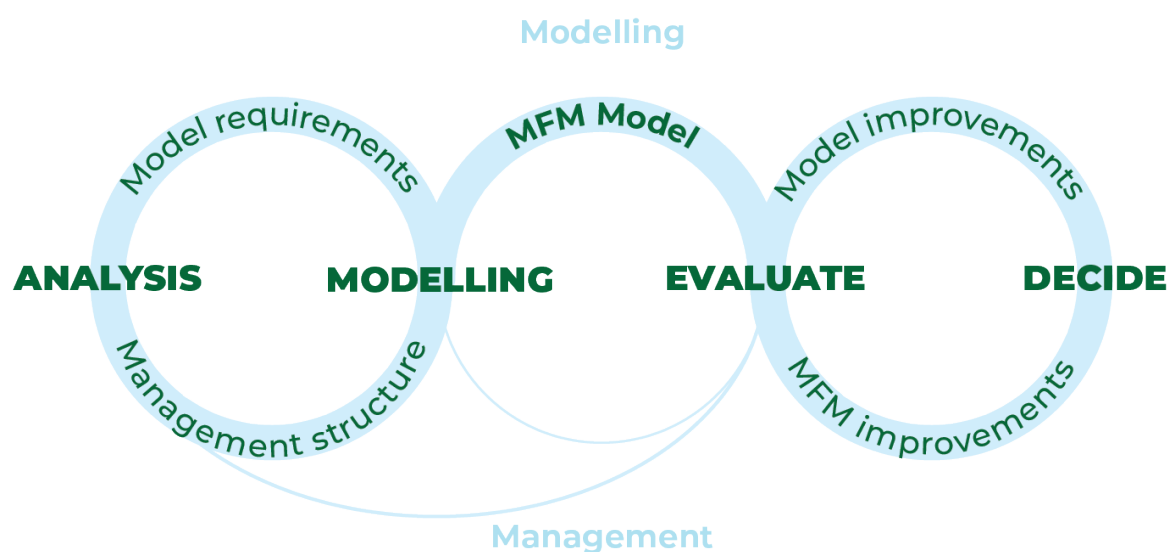 Modelling
Model requirements
MFM Model
Model improvements
ANALYSIS
MODELLING
EVALUATE
DECIDE
Management structure
MFM improvements
Management